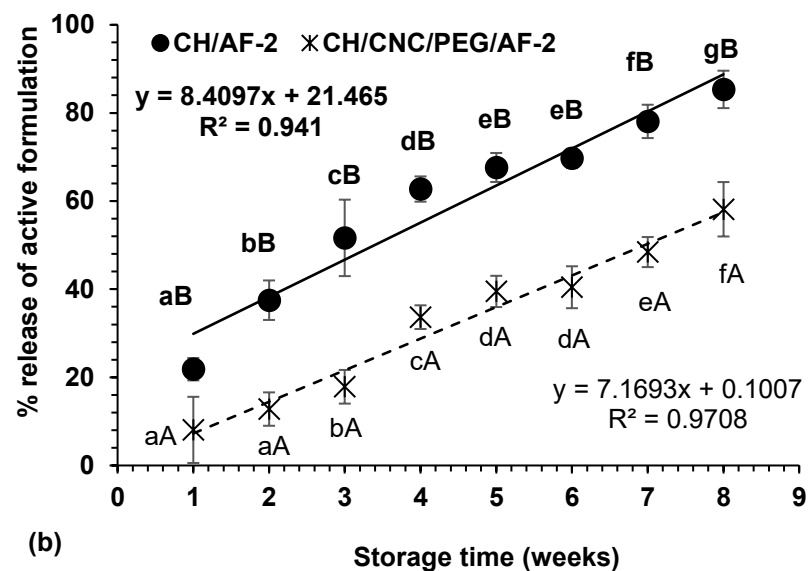 100
80
60
40
20
0
% release of active formulation
CH/AF-2 CH/CNC/PEG/AF-2
y = 8.4097x + 21.465
R² = 0.941
aB
bB
cB
dB
eB
eB
fB
gB
aA
aA
bA
cA
dA
dA
eA
fA
y = 7.1693x + 0.1007
R² = 0.9708
0 1 2 3 4 5 6 7 8 9
(b)
Storage time (weeks)